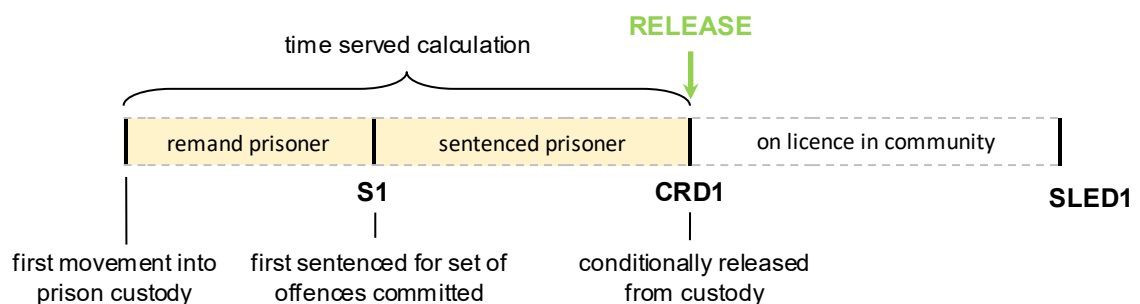 RELEASE
time served calculation
remand prisoner
sentenced prisoner
on licence in community
S1
CRD1
SLED1
first movement into
prison custody
first sentenced for set of
offences committed
conditionally released
from custody